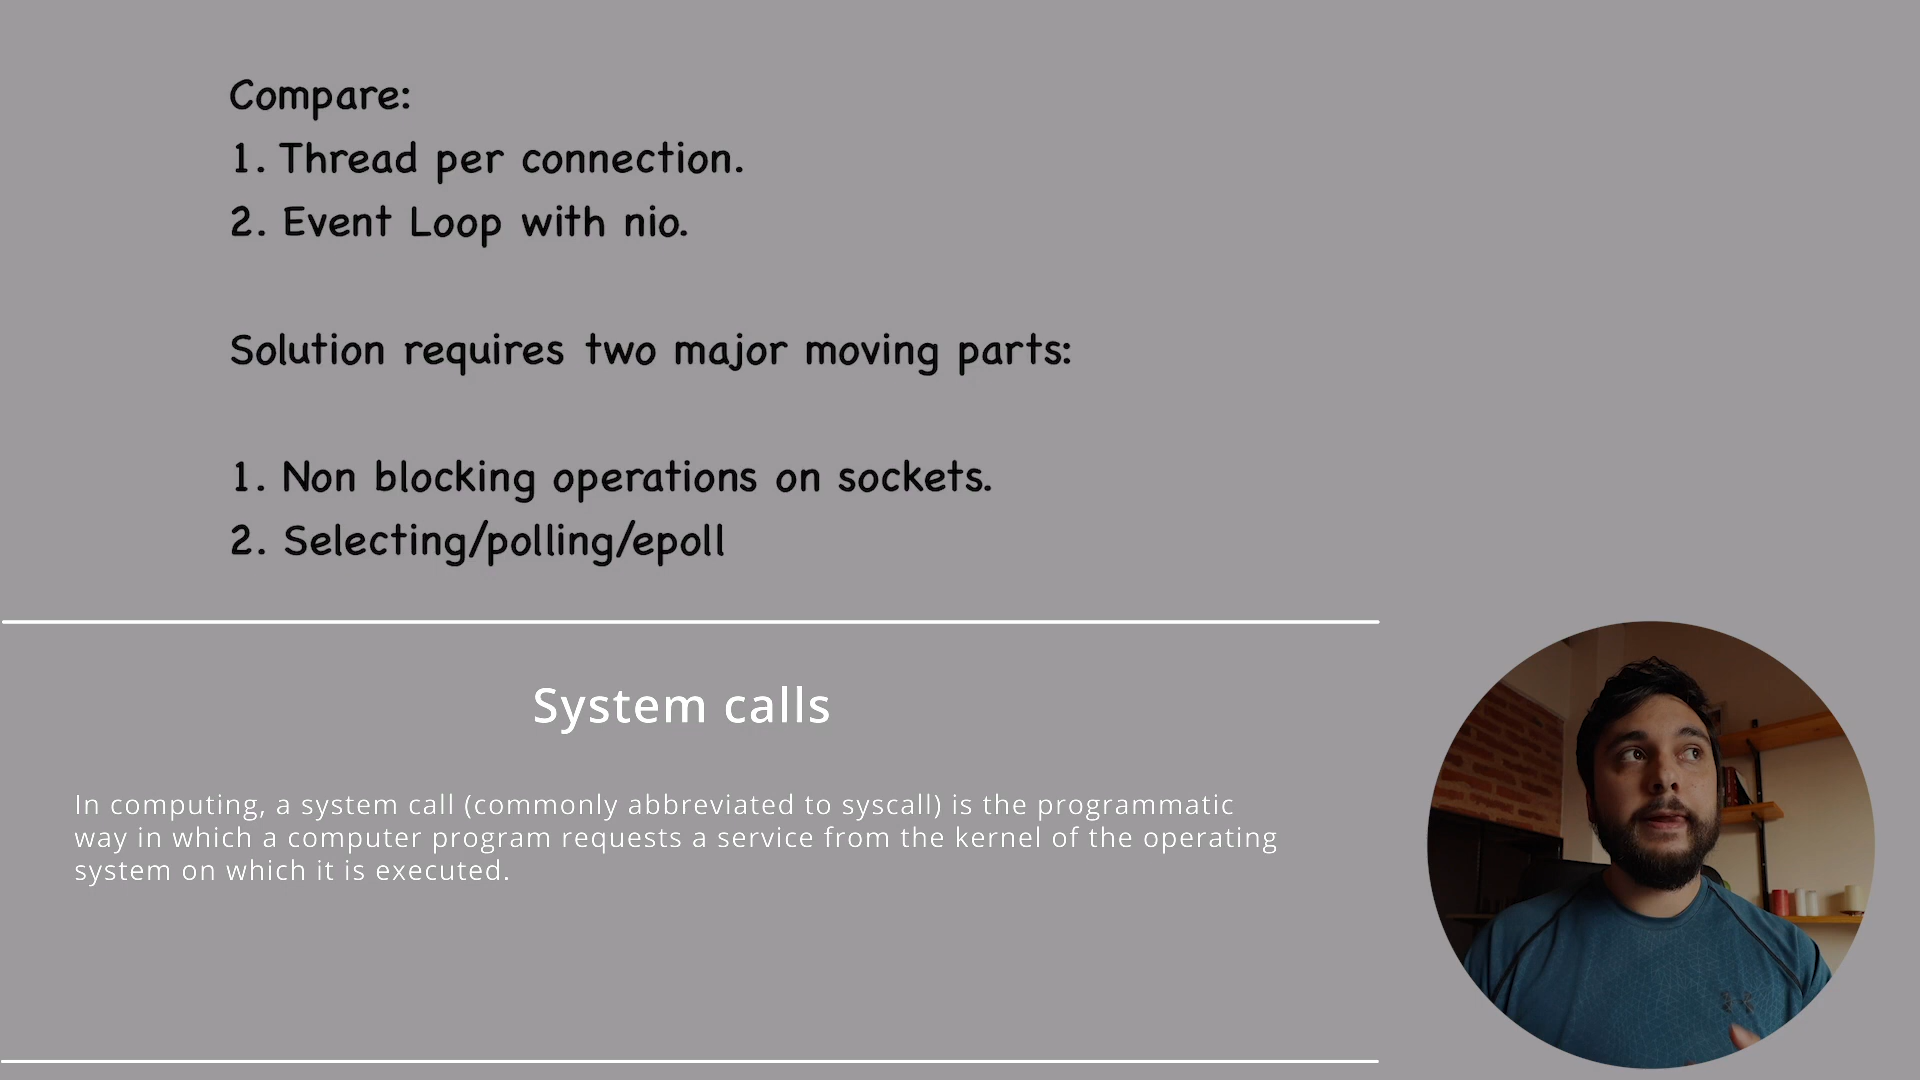 Compare:
1. Thread per connection.
2. Event Loop with nio.
Solution requires two major moving parts:
1. Non blocking operations on sockets.
2. Selecting/polling/epoll
System calls
In computing, a system call (commonly abbreviated to syscall) is the programmatic
way in which a computer program requests a service from the kernel of the operating
system on which it is executed.